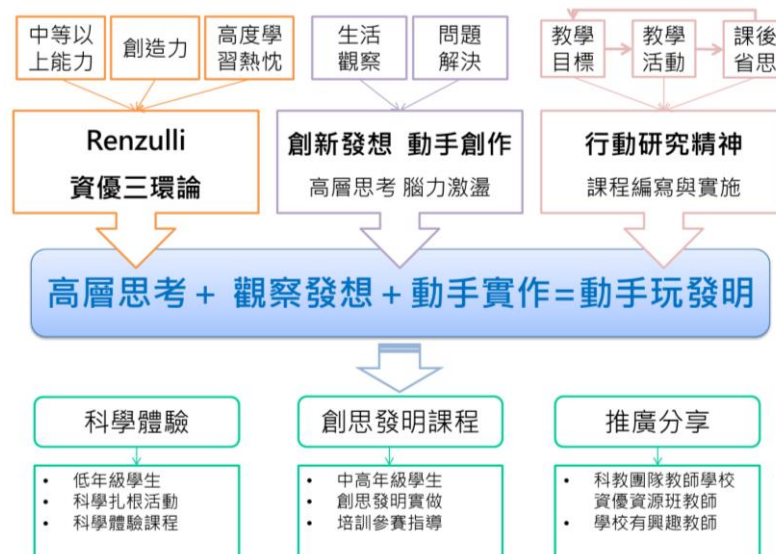 中等以
上能力
創造力
高度學
習熱忱
生活
觀察
問題
解決
教學
目標
教學
活動
課後
省思
Renzulli
資優三環論
創新發想 動手創作
高層思考 腦力激盪
行動研究精神
課程編寫與實施
高層思考+ 觀察發想+動手實作=動手玩發明
科學體驗
• 低年級學生
• 科學扎根活動
• 科學體驗課程
創思發明課程
• 中高年級學生
• 創思發明實做
• 培訓參賽指導
推廣分享
• 科教團隊教師學校
資優資源班教師
• 學校有興趣教師